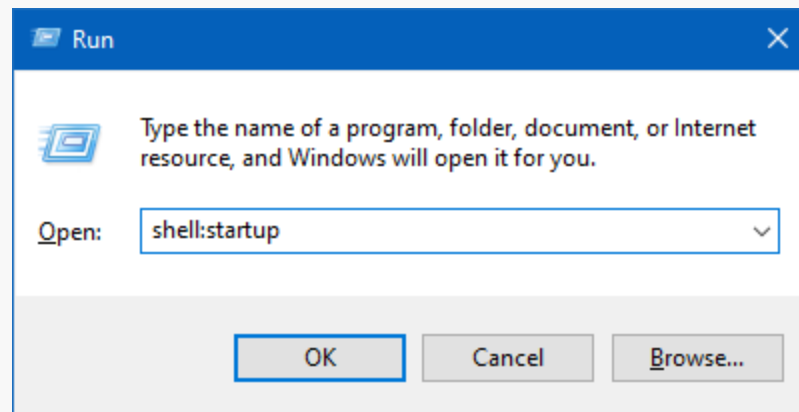 Run
Type the name of a program, folder, document, or Internet
resource, and Windows will open it for you.
Open: shell:startup
OK Cancel Browse...